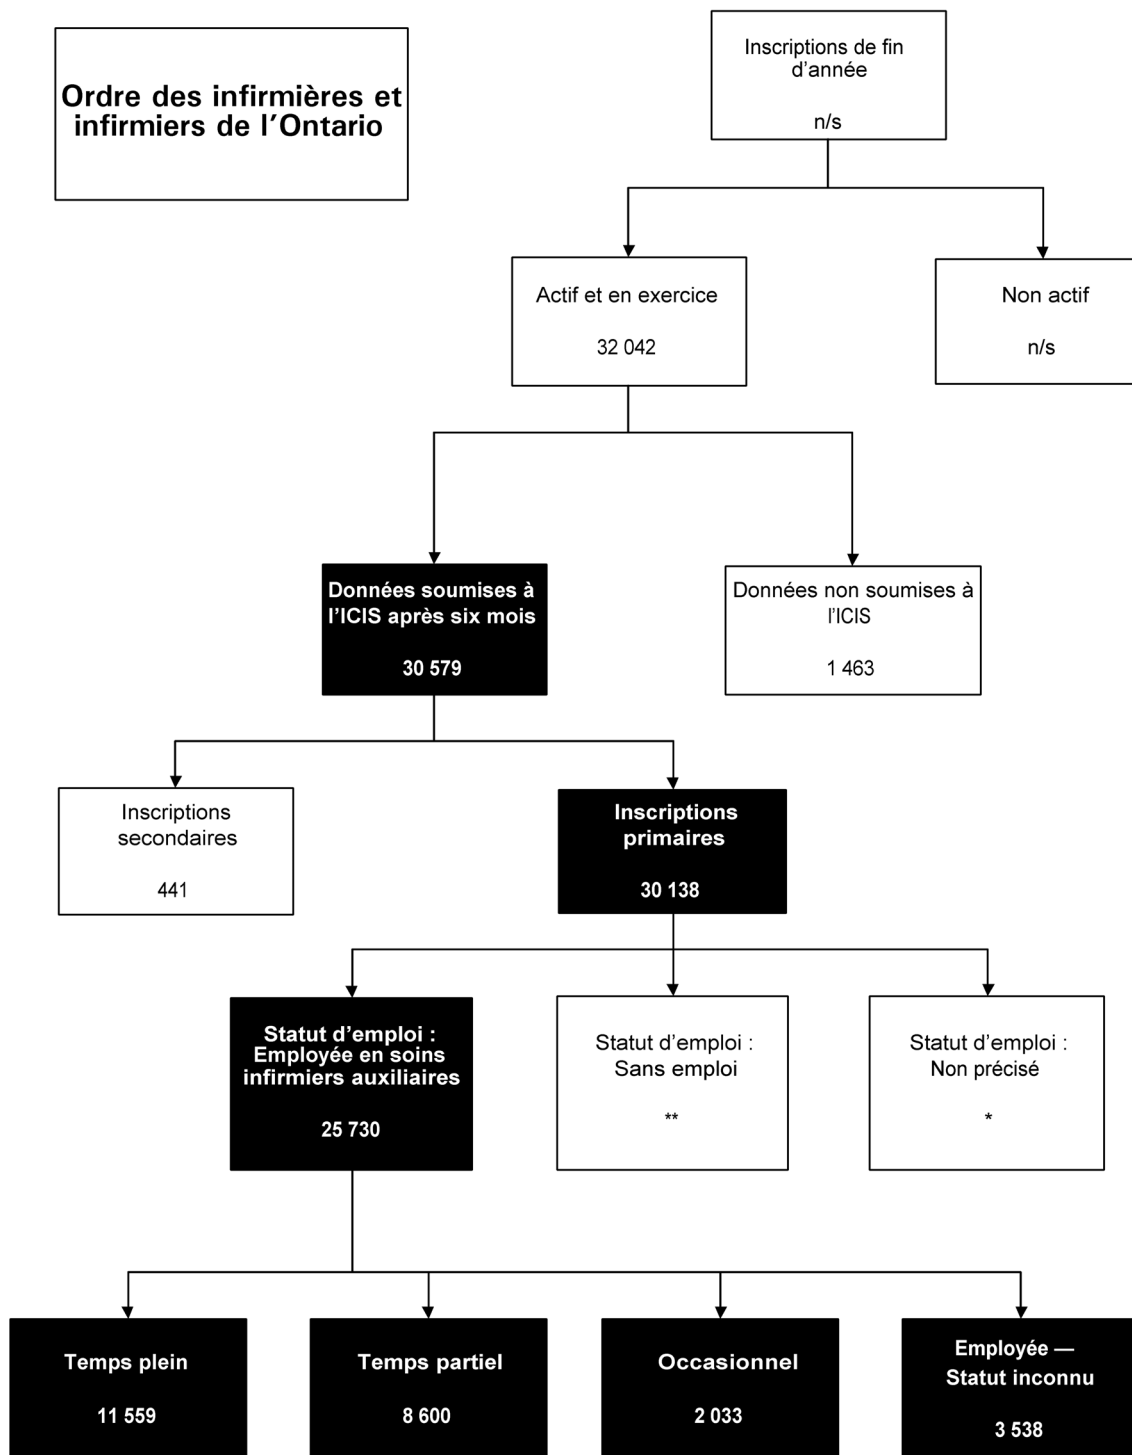 Ordre des infirmières et
infirmiers de l'Ontario
Inscriptions de fin
d'année
n/s
Actif et en exercice
32 042
Non actif
n/s
Données soumises à
l'ICIS après six mois
30 579
Données non soumises à
l'ICIS
1 463
Inscriptions
secondaires
441
Inscriptions
primaires
30 138
Statut d'emploi :
Employée en soins
infirmiers auxiliaires
25 730
Statut d'emploi :
Sans emploi
**
Statut d'emploi :
Non précisé
*
Temps plein
11 559
Temps partiel
8 600
Occasionnel
2 033
Employée —
Statut inconnu
3 538